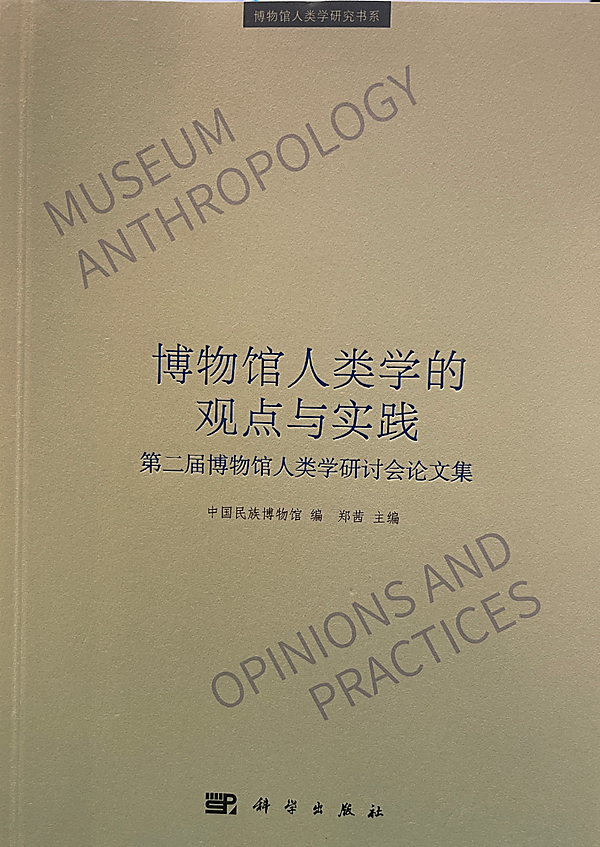 博物馆人类学研究书系
MUSEUM
ANTHROPOLOGY
博物馆人类学的
观点与实践
第二届博物馆人类学研讨会论文集
中国民族博物馆 编 郑茜 主编
OPINIONS AND
PRACTICES
SP 科学出版社